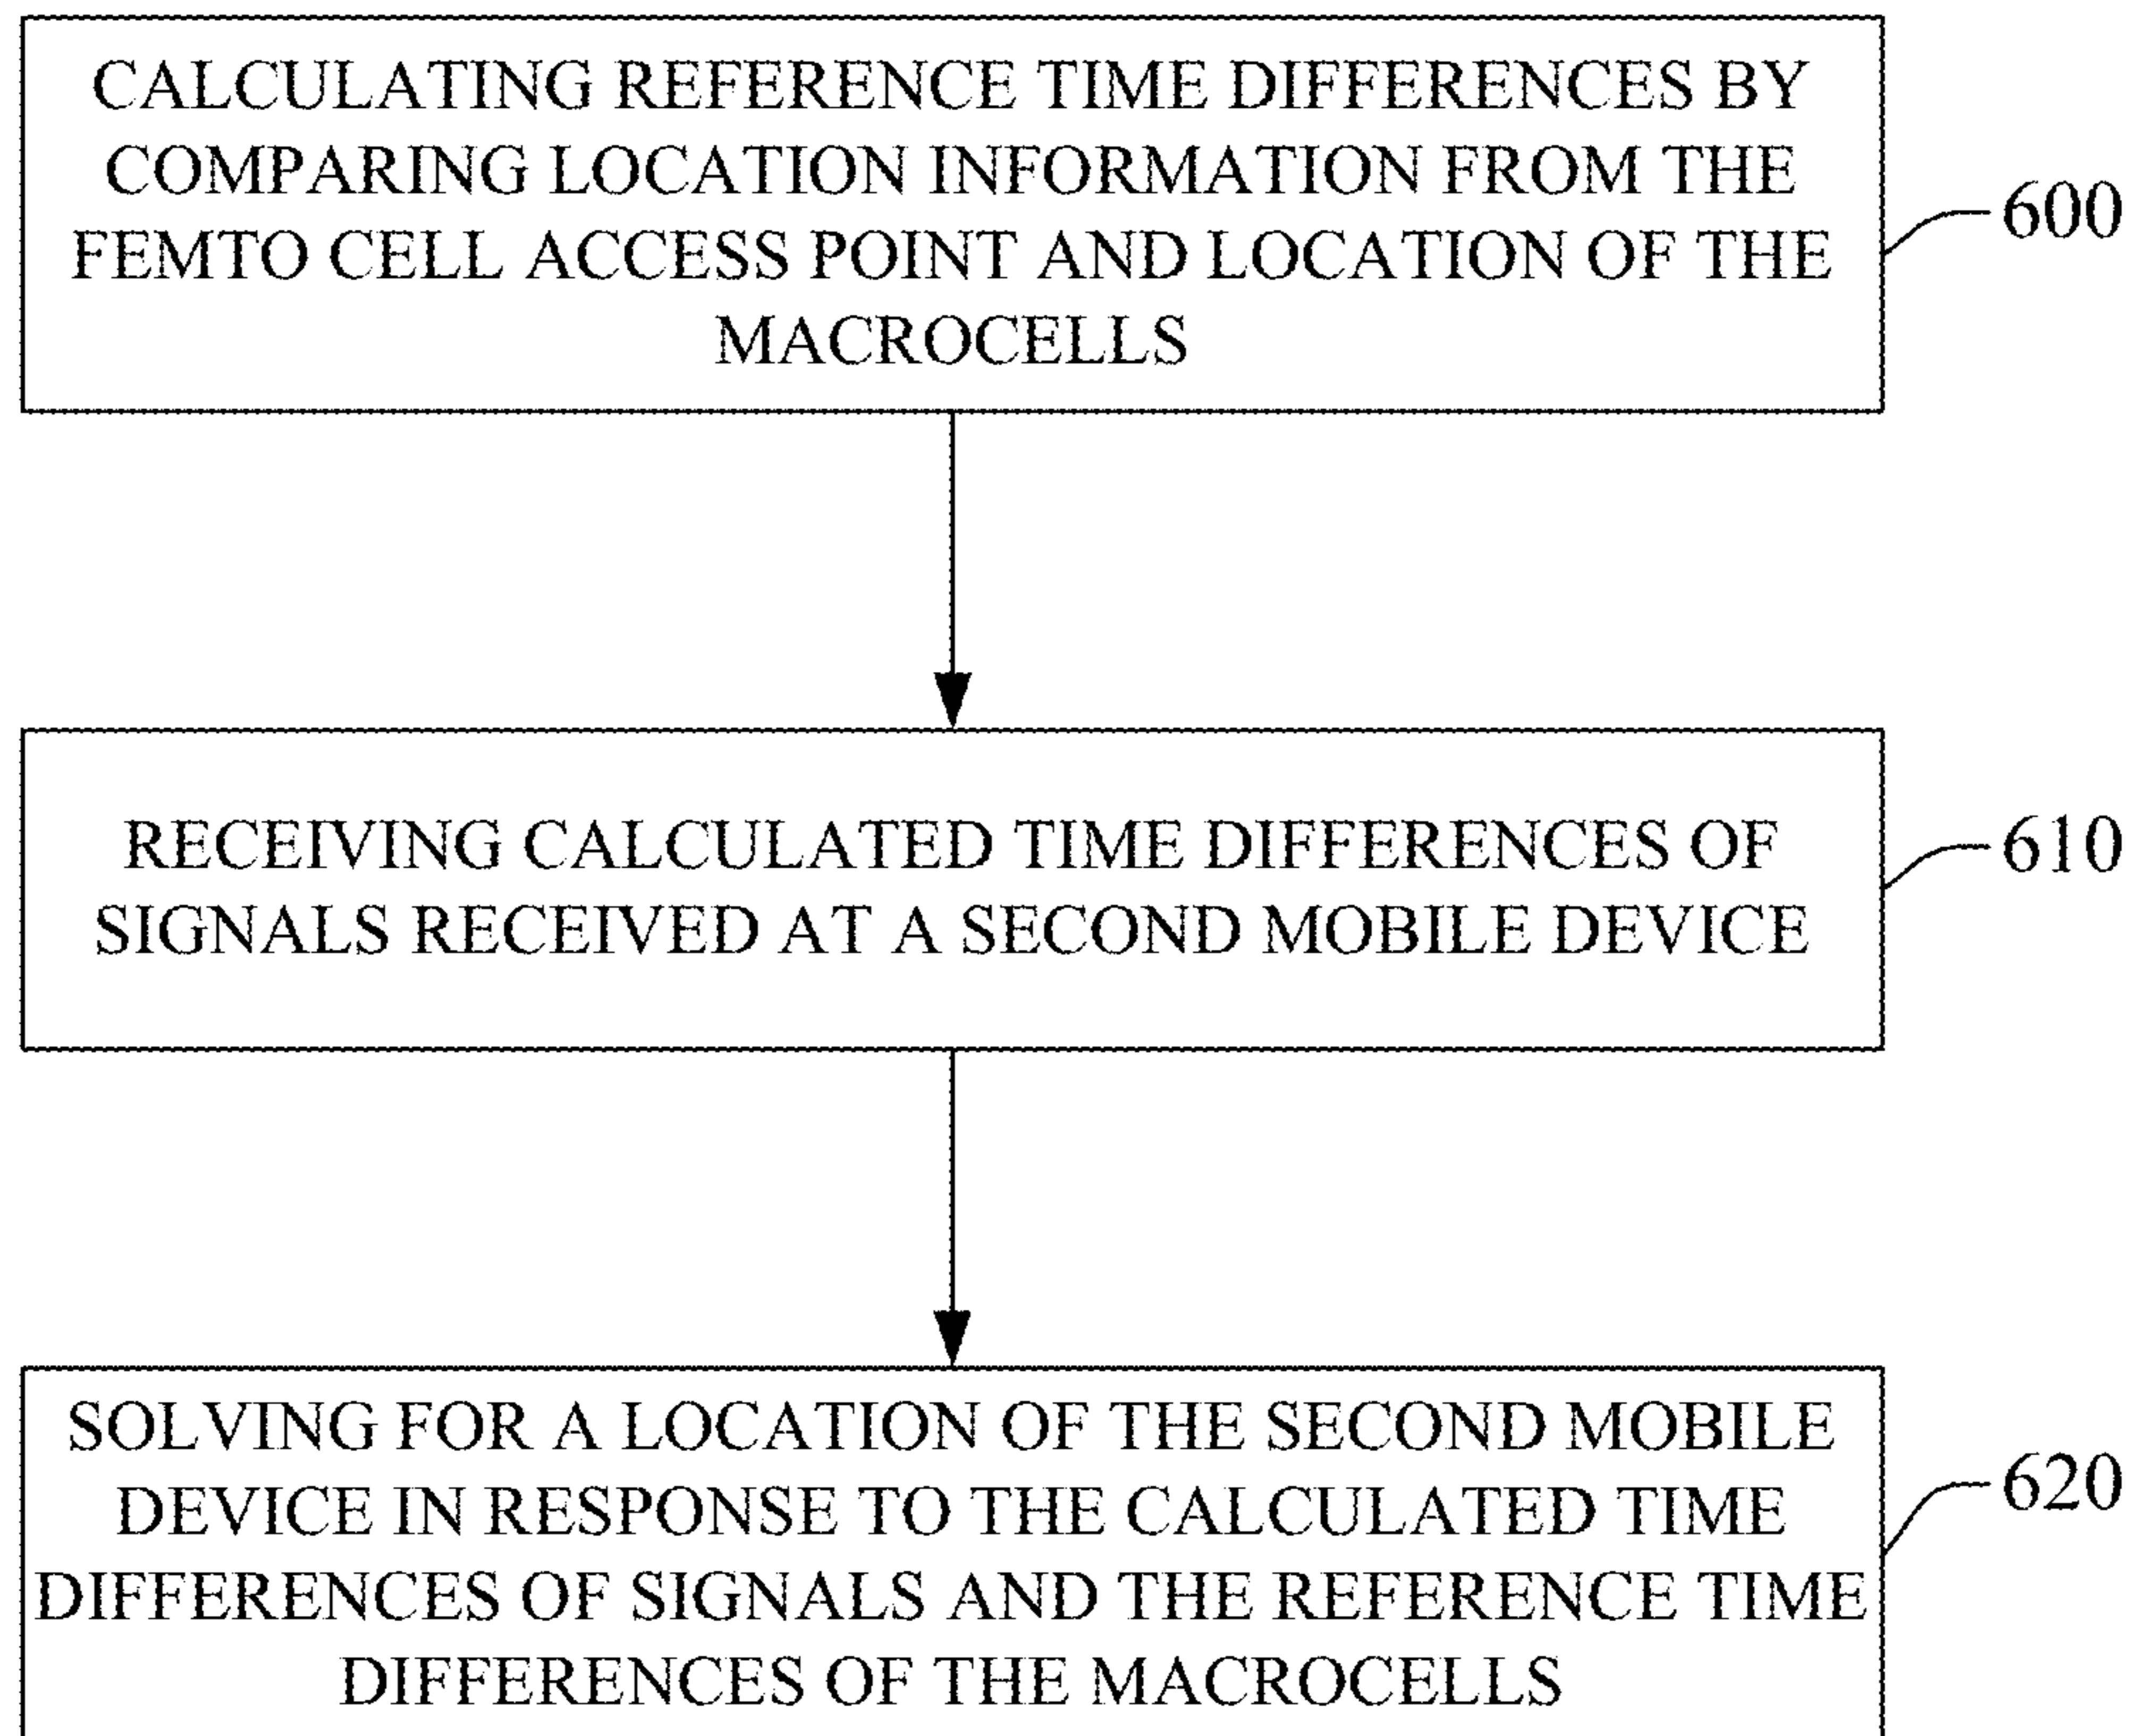 CALCULATING REFERENCE TIME DIFFERENCES BY
COMPARING LOCATION INFORMATION FROM THE
FEMTO CELL ACCESS POINT AND LOCATION OF THE
MACROCELLS
600
RECEIVING CALCULATED TIME DIFFERENCES OF
SIGNALS RECEIVED AT A SECOND MOBILE DEVICE
610
SOLVING FOR A LOCATION OF THE SECOND MOBILE
DEVICE IN RESPONSE TO THE CALCULATED TIME
DIFFERENCES OF SIGNALS AND THE REFERENCE TIME
DIFFERENCES OF THE MACROCELLS
620